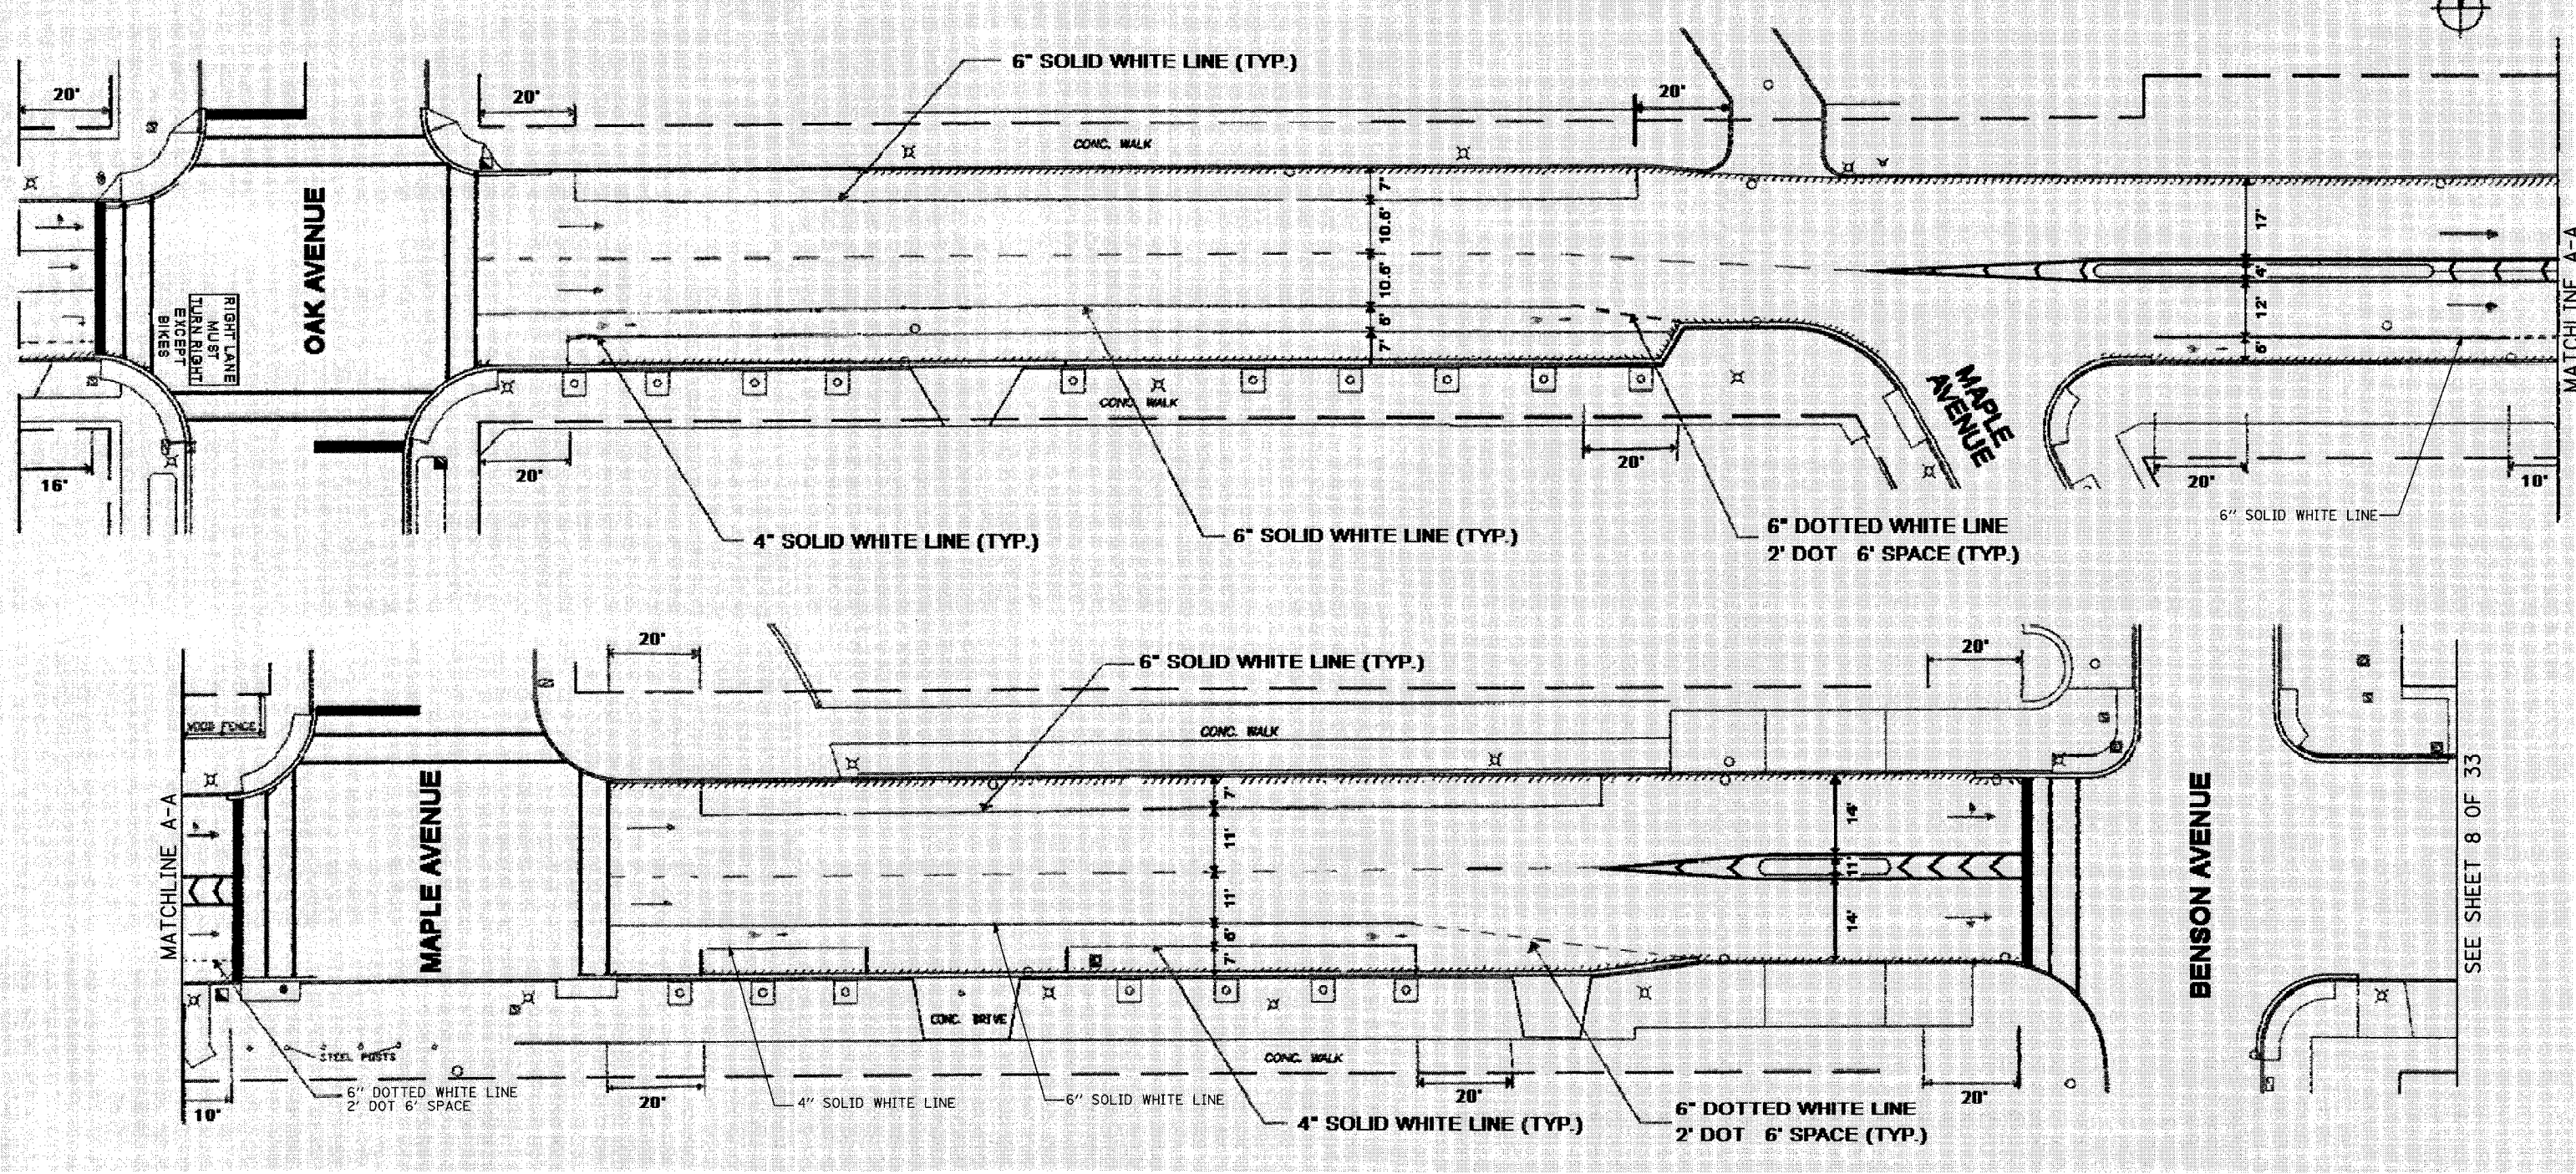 6" SOLID WHITE LINE (TYP.)
20'
20'
20'
CONC. WALK
7'
10.5'
10.5'
5'
7'
17'
4'
12'
5'
OAK AVENUE
RIGHT LANE
MUST
TURN RIGHT
EXCEPT
BIKES
MATCHLINE A-A
MAPLE
AVENUE
CONC. WALK
16'
20'
20'
20'
10'
4" SOLID WHITE LINE (TYP.)
6" SOLID WHITE LINE (TYP.)
6" DOTTED WHITE LINE
2' DOT 6' SPACE (TYP.)
6" SOLID WHITE LINE
20'
6" SOLID WHITE LINE (TYP.)
20'
WOOD FENCE
CONC. WALK
MATCHLINE A-A
MAPLE AVENUE
7'
11'
11'
5'
7'
14'
11'
14'
BENSON AVENUE
SEE SHEET 8 OF 33
CONC. DRIVE
STEEL POSTS
CONC. WALK
10'
6" DOTTED WHITE LINE
2' DOT 6' SPACE
20'
4" SOLID WHITE LINE
6" SOLID WHITE LINE
4" SOLID WHITE LINE (TYP.)
20'
6" DOTTED WHITE LINE
2' DOT 6' SPACE (TYP.)
20'